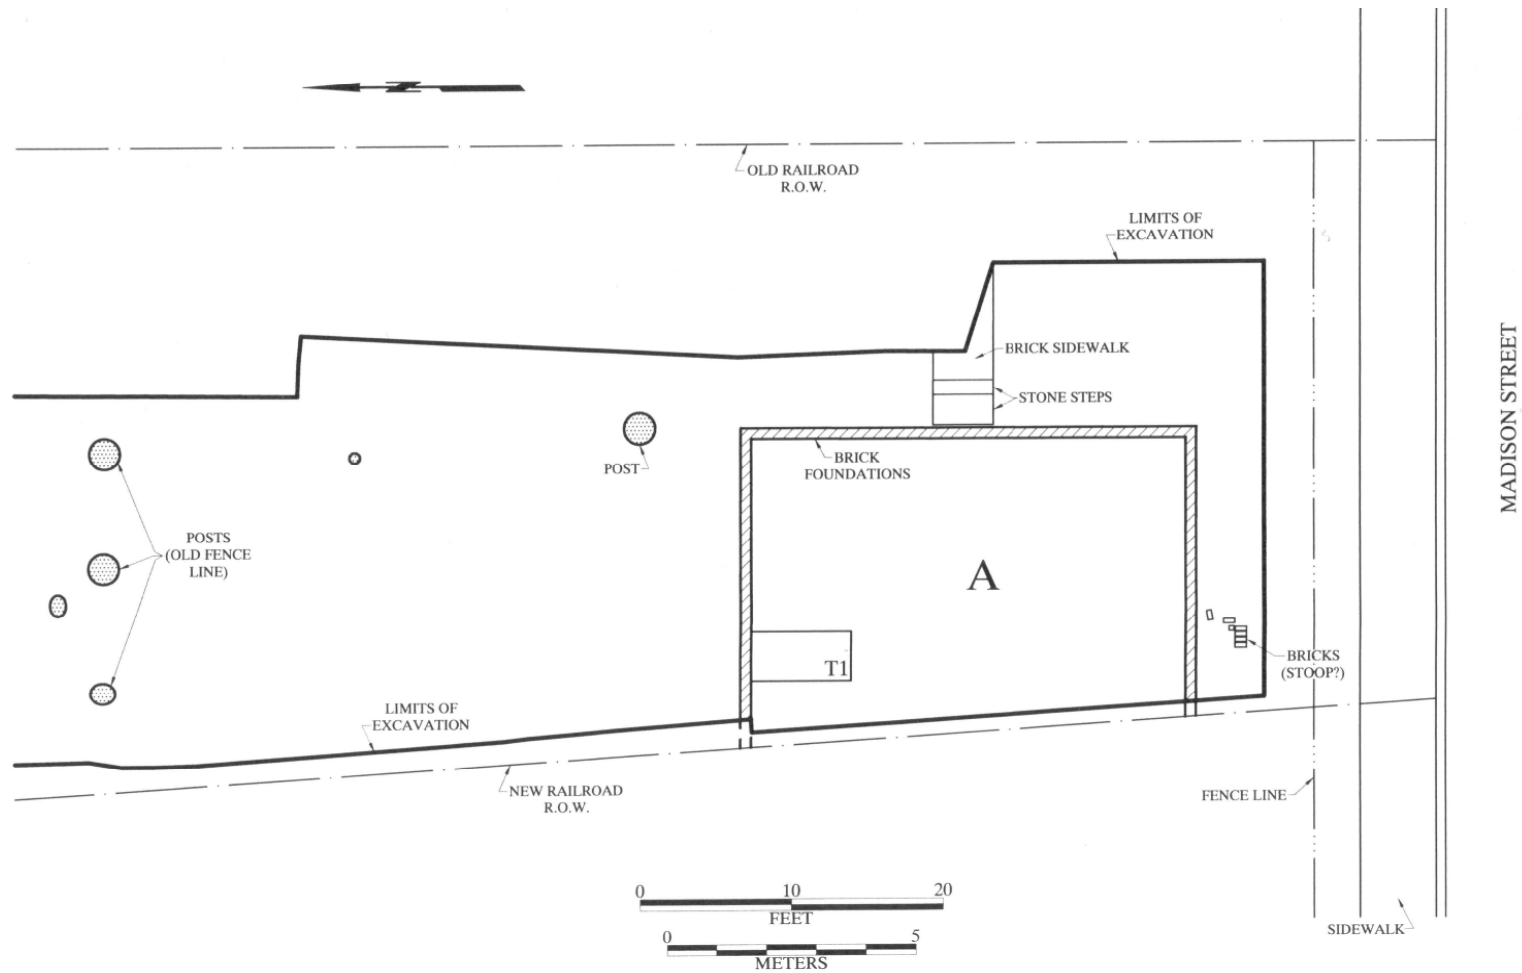 N
OLD RAILROAD
R.O.W.
LIMITS OF
EXCAVATION
MADISON STREET
BRICK SIDEWALK
STONE STEPS
POST
BRICK
FOUNDATIONS
POSTS
(OLD FENCE
LINE)
A
T1
BRICKS
(STOOP?)
LIMITS OF
EXCAVATION
NEW RAILROAD
R.O.W.
FENCE LINE
0 10 20
FEET
SIDEWALK
0 5
METERS